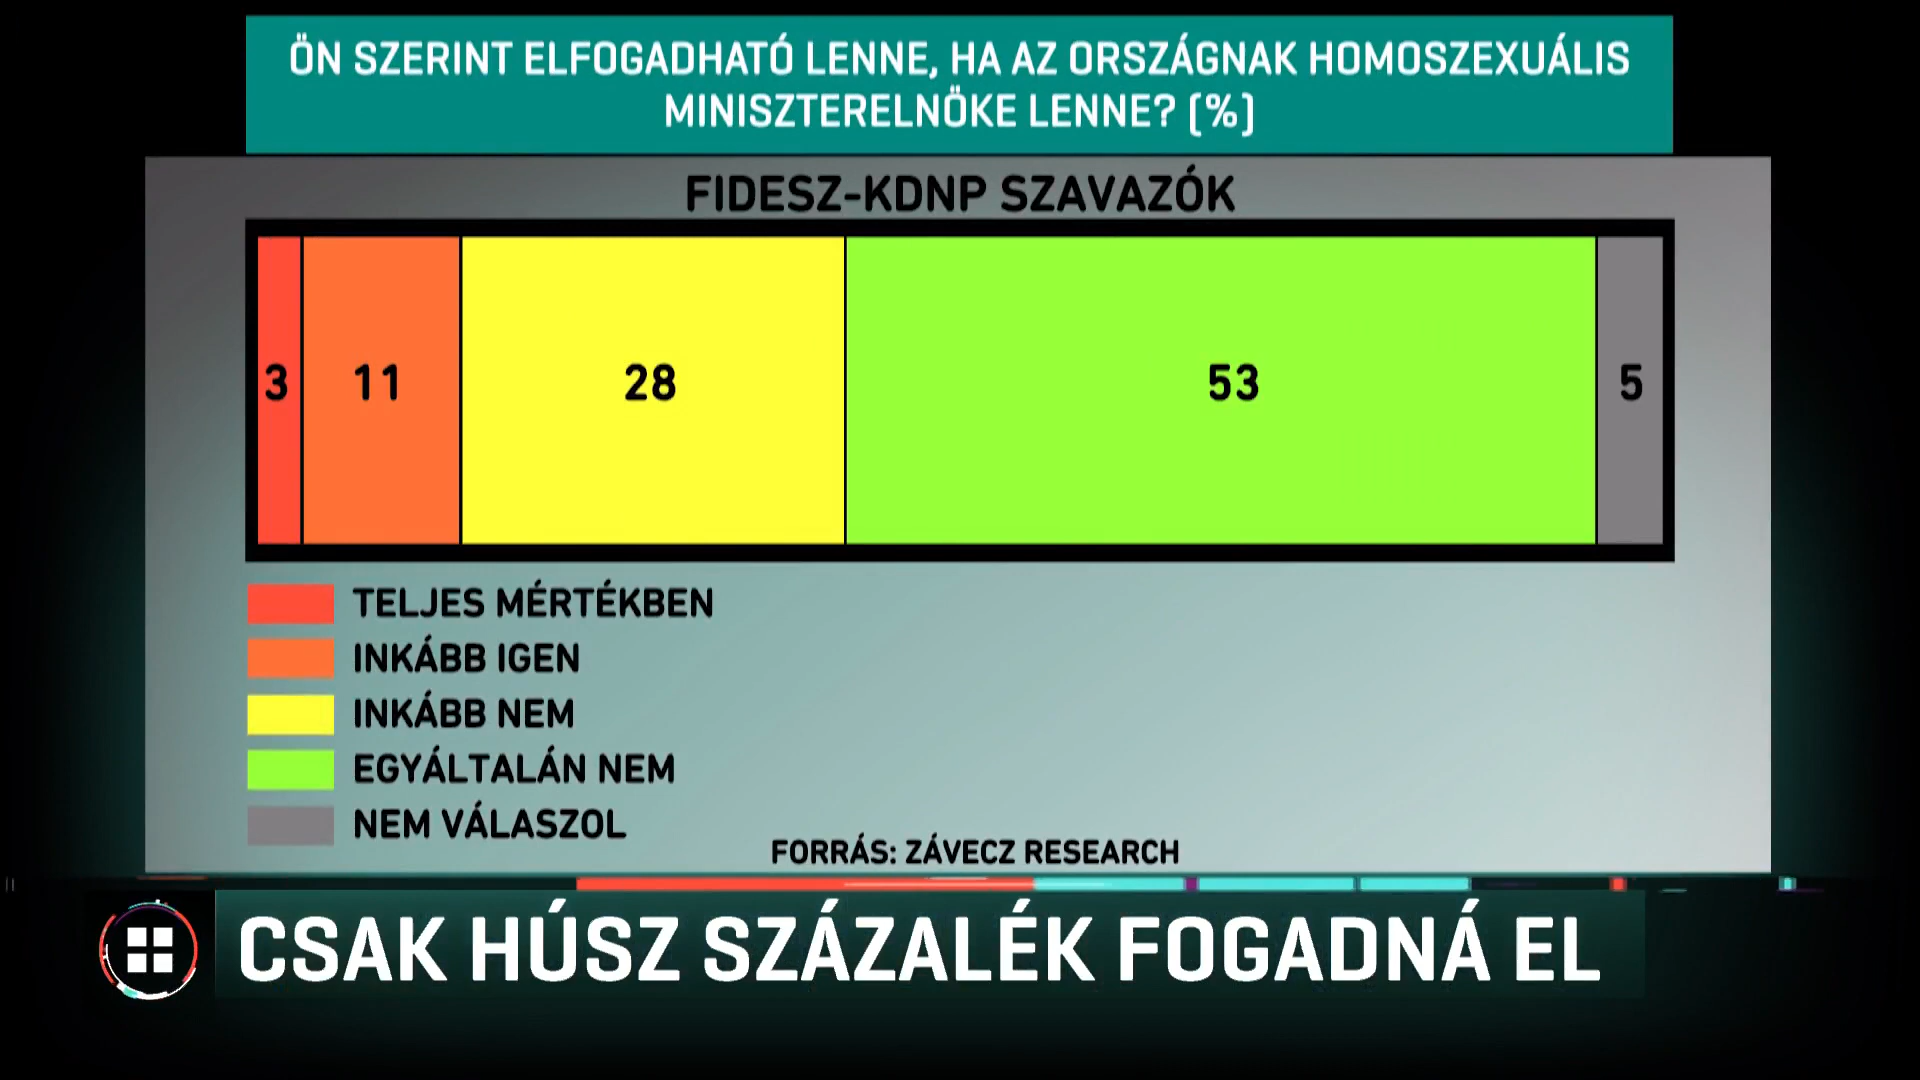 ÖN SZERINT ELFOGADHATÓ LENNE, HA AZ ORSZÁGNAK HOMOSZEXUÁLIS
MINISZTERELNÖKE LENNE? (%)
FIDESZ-KDNP SZAVAZÓK
3 11 28 53 5
TELJES MÉRTÉKBEN
INKÁBB IGEN
INKÁBB NEM
EGYÁLTALÁN NEM
NEM VÁLASZOL
FORRÁS: ZÁVECZ RESEARCH
CSAK HÚSZ SZÁZALÉK FOGADNÁ EL